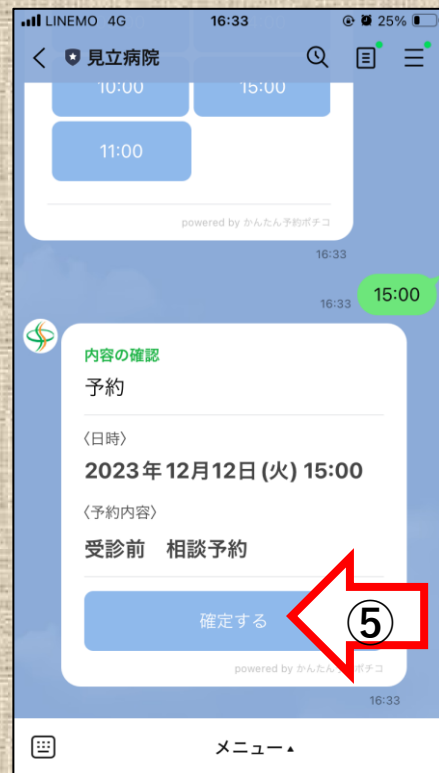 LINEMO 4G 16:33 25%
見立病院
10:00 15:00
11:00
powered by かんたん予約ポチコ
16:33
16:33 15:00
内容の確認
予約
〈日時〉
2023年12月12日(火) 15:00
〈予約内容〉
受診前 相談予約
確定する ⑤
powered by かんたん ポチコ
16:33
メニュー▲